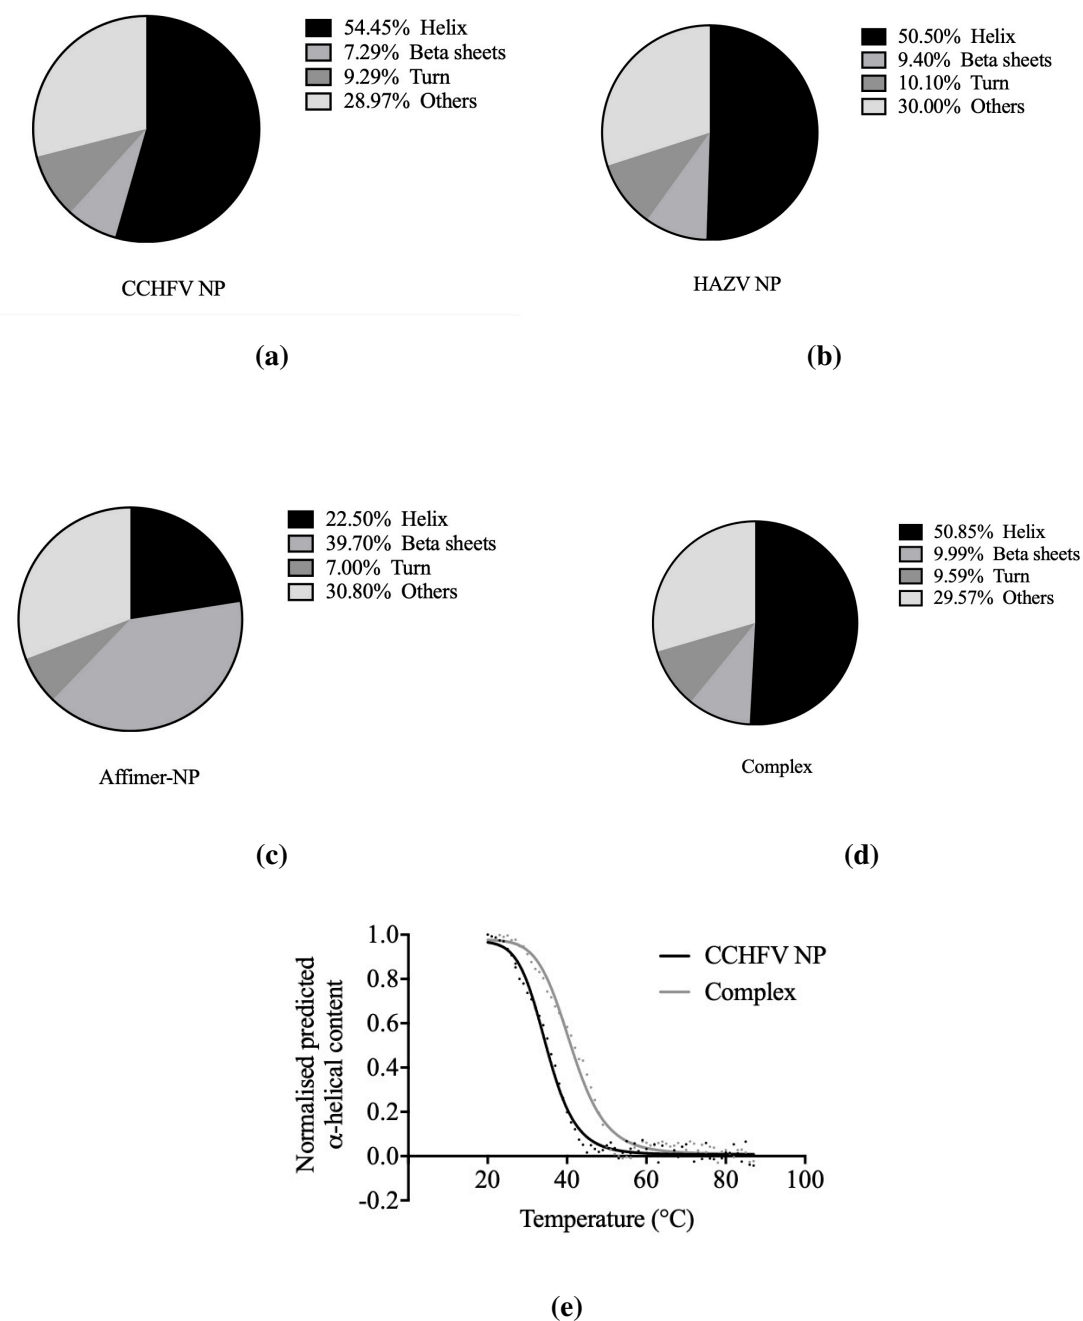 54.45% Helix
7.29% Beta sheets
9.29% Turn
28.97% Others
CCHFV NP
(a)
50.50% Helix
9.40% Beta sheets
10.10% Turn
30.00% Others
HAZV NP
(b)
22.50% Helix
39.70% Beta sheets
7.00% Turn
30.80% Others
Affimer-NP
(c)
50.85% Helix
9.99% Beta sheets
9.59% Turn
29.57% Others
Complex
(d)
Normalised predicted
α-helical content
1.0
0.8
0.6
0.4
0.2
0.0
-0.2
CCHFV NP
Complex
20 40 60 80 100
Temperature (°C)
(e)